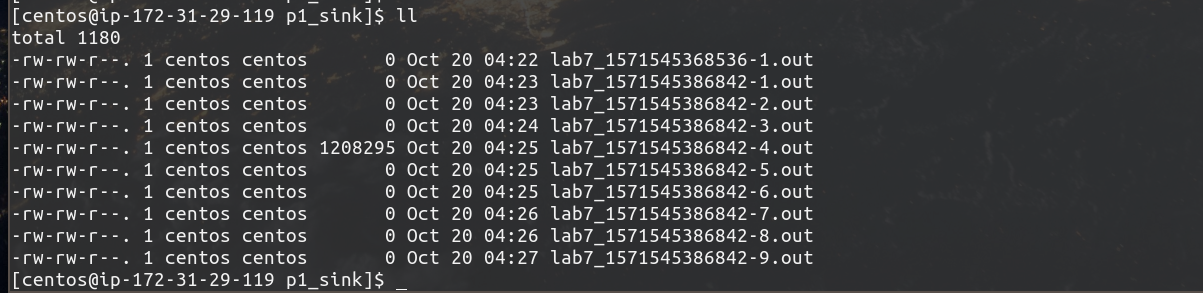 [centos@ip-172-31-29-119 p1_sink]$ ll
total 1180
-rw-rw-r--. 1 centos centos       0 Oct 20 04:22 lab7_1571545368536-1.out
-rw-rw-r--. 1 centos centos       0 Oct 20 04:23 lab7_1571545386842-1.out
-rw-rw-r--. 1 centos centos       0 Oct 20 04:23 lab7_1571545386842-2.out
-rw-rw-r--. 1 centos centos       0 Oct 20 04:24 lab7_1571545386842-3.out
-rw-rw-r--. 1 centos centos 1208295 Oct 20 04:25 lab7_1571545386842-4.out
-rw-rw-r--. 1 centos centos       0 Oct 20 04:25 lab7_1571545386842-5.out
-rw-rw-r--. 1 centos centos       0 Oct 20 04:25 lab7_1571545386842-6.out
-rw-rw-r--. 1 centos centos       0 Oct 20 04:26 lab7_1571545386842-7.out
-rw-rw-r--. 1 centos centos       0 Oct 20 04:26 lab7_1571545386842-8.out
-rw-rw-r--. 1 centos centos       0 Oct 20 04:27 lab7_1571545386842-9.out
[centos@ip-172-31-29-119 p1_sink]$ _